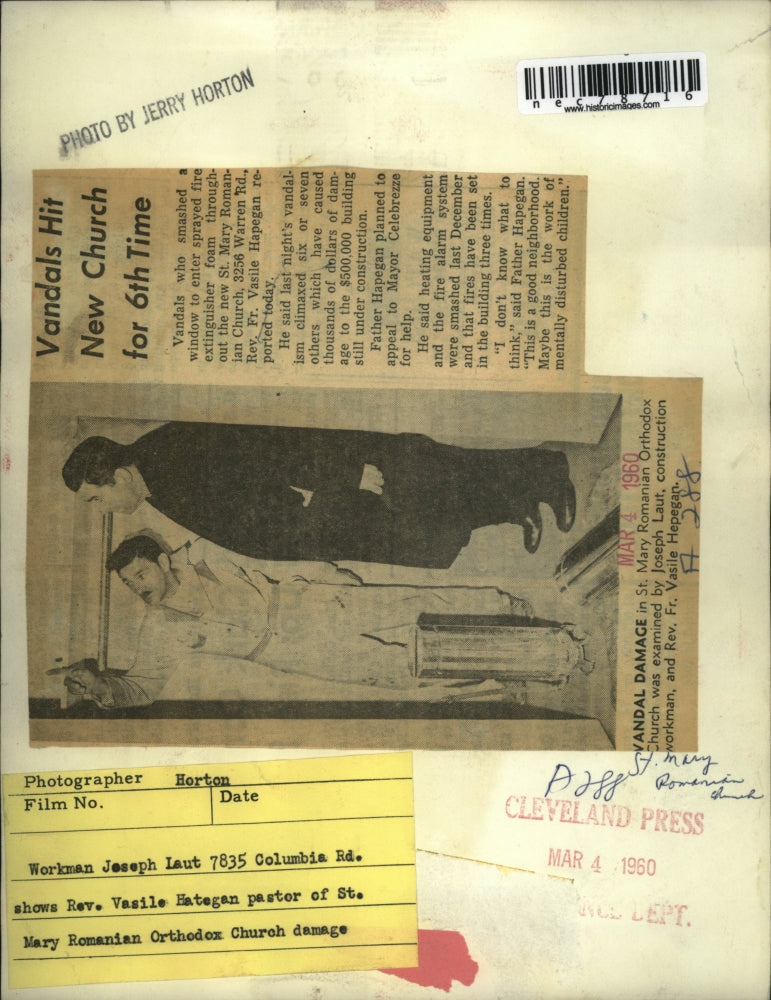 PHOTO BY JERRY HORTON
nec78716
www.historicimages.com
Vandals Hit
New Church
for 6th Time
Vandals who smashed a
window to enter sprayed fire
extinguisher foam through-
out the new St. Mary Roman-
ian Church, 3256 Warren Rd.,
Rev. Fr. Vasile Hapegan re-
ported today.
He said last night's vandal-
ism climaxed six or seven
others which have caused
thousands of dollars of dam-
age to the $500,000 building
still under construction.
Father Hapegan planned to
appeal to Mayor Celebrezze
for help.
He said heating equipment
and the fire alarm system
were smashed last December
and that fires have been set
in the building three times.
"I don't know what to
think," said Father Hapegan.
"This is a good neighborhood.
Maybe this is the work of
mentally disturbed children."
MAR 4 1960
VANDAL DAMAGE in St. Mary Romanian Orthodox
Church was examined by Joseph Laut, construction
workman, and Rev. Fr. Vasile Hepegan.
A 288
A 288
St. Mary
Romanian
Church
CLEVELAND PRESS
MAR 4 1960
DEPT.
Photographer Horton
Film No. Date
Workman Joseph Laut 7835 Columbia Rd.
shows Rev. Vasile Hategan pastor of St.
Mary Romanian Orthodox Church damage